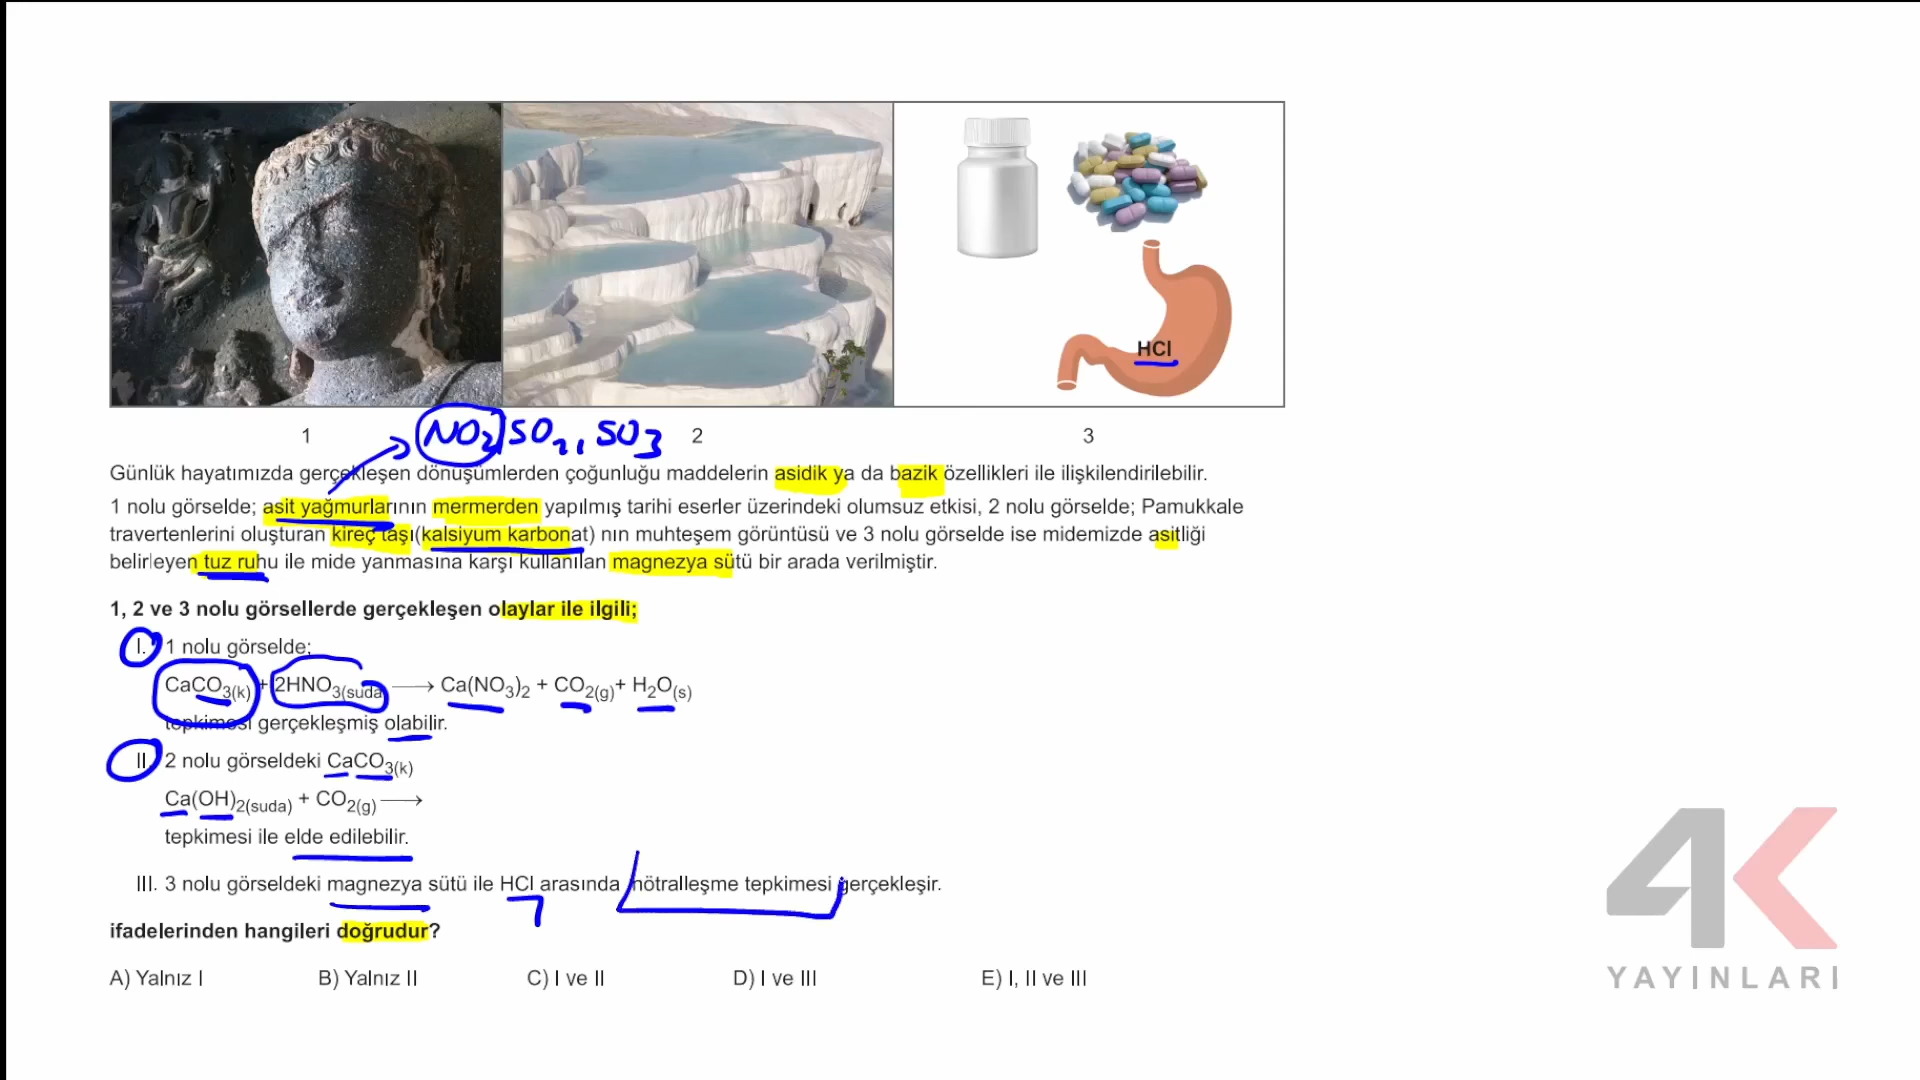 HCl
1
NO2 SO2, SO3
2
3
Günlük hayatımızda gerçekleşen dönüşümlerden çoğunluğu maddelerin asidik ya da bazik özellikleri ile ilişkilendirilebilir.
1 nolu görselde; asit yağmurlarının mermerden yapılmış tarihi eserler üzerindeki olumsuz etkisi, 2 nolu görselde; Pamukkale
travertenlerini oluşturan kireç taşı(kalsiyum karbonat) nın muhteşem görüntüsü ve 3 nolu görselde ise midemizde asitliği
belirleyen tuz ruhu ile mide yanmasına karşı kullanılan magnezya sütü bir arada verilmiştir.
1, 2 ve 3 nolu görsellerde gerçekleşen olaylar ile ilgili;
I. 1 nolu görselde;
CaCO3(k) + 2HNO3(suda) ⟶ Ca(NO3)2 + CO2(g) + H2O(s)
tepkimesi gerçekleşmiş olabilir.
II. 2 nolu görseldeki CaCO3(k)
Ca(OH)2(suda) + CO2(g) ⟶
tepkimesi ile elde edilebilir.
III. 3 nolu görseldeki magnezya sütü ile HCl arasında nötralleşme tepkimesi gerçekleşir.
ifadelerinden hangileri doğrudur?
A) Yalnız I B) Yalnız II C) I ve II D) I ve III E) I, II ve III
4K
YAYINLARI